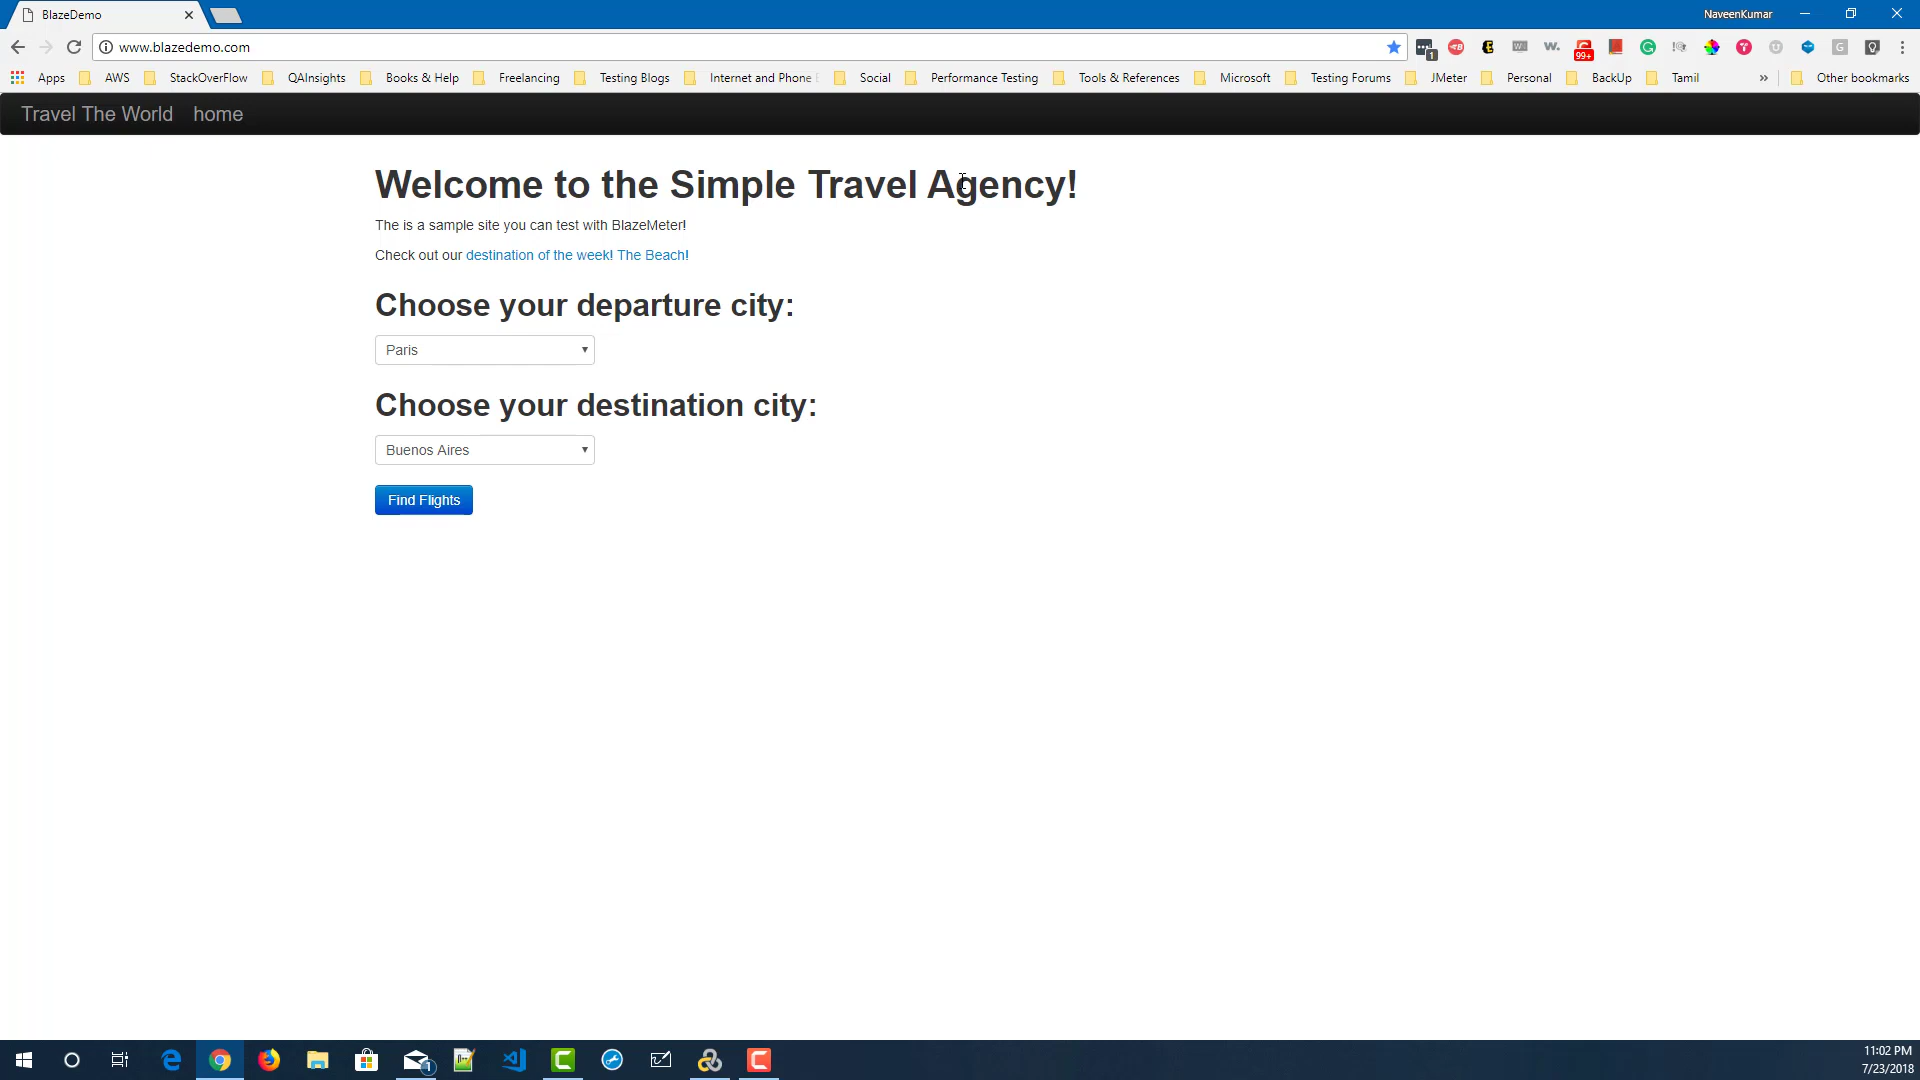 BlazeDemo
NaveenKumar
www.blazedemo.com
1
99+
Apps AWS StackOverFlow QAInsights Books & Help Freelancing Testing Blogs Internet and Phone Social Performance Testing Tools & References Microsoft Testing Forums JMeter Personal BackUp Tamil » Other bookmarks
Travel The World home
Welcome to the Simple Travel Agency!
The is a sample site you can test with BlazeMeter!
Check out our destination of the week! The Beach!
Choose your departure city:
Paris
Choose your destination city:
Buenos Aires
Find Flights
1
11:02 PM
7/23/2018